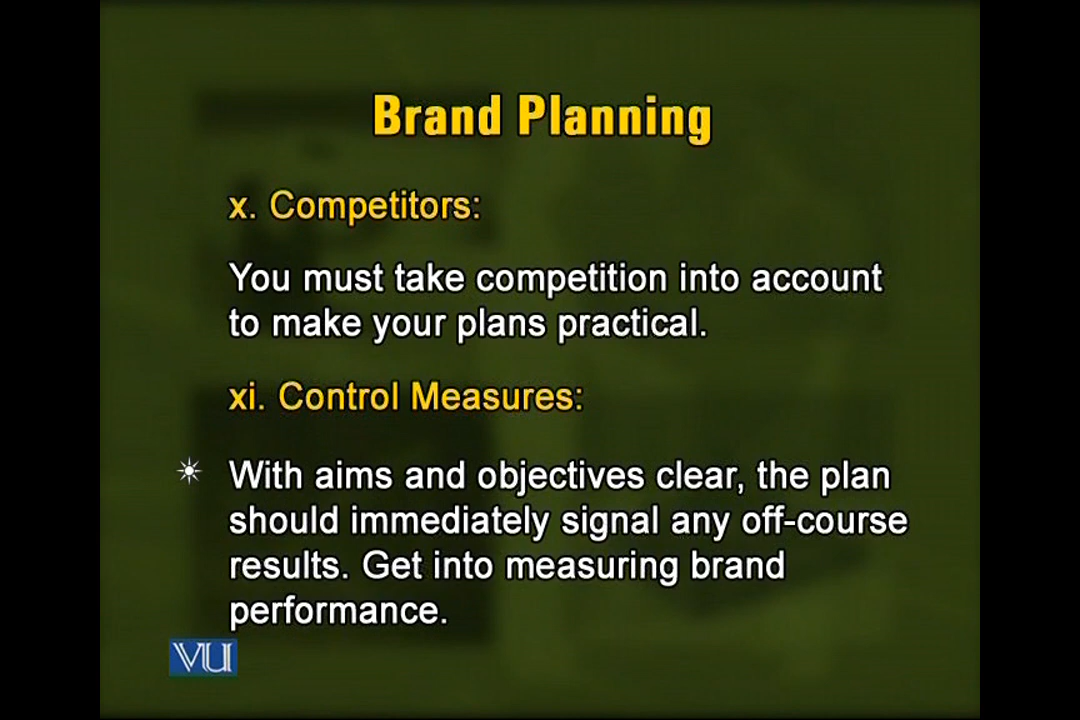 Brand Planning
x. Competitors:
You must take competition into account
to make your plans practical.
xi. Control Measures:
With aims and objectives clear, the plan
should immediately signal any off-course
results. Get into measuring brand
performance.
VU